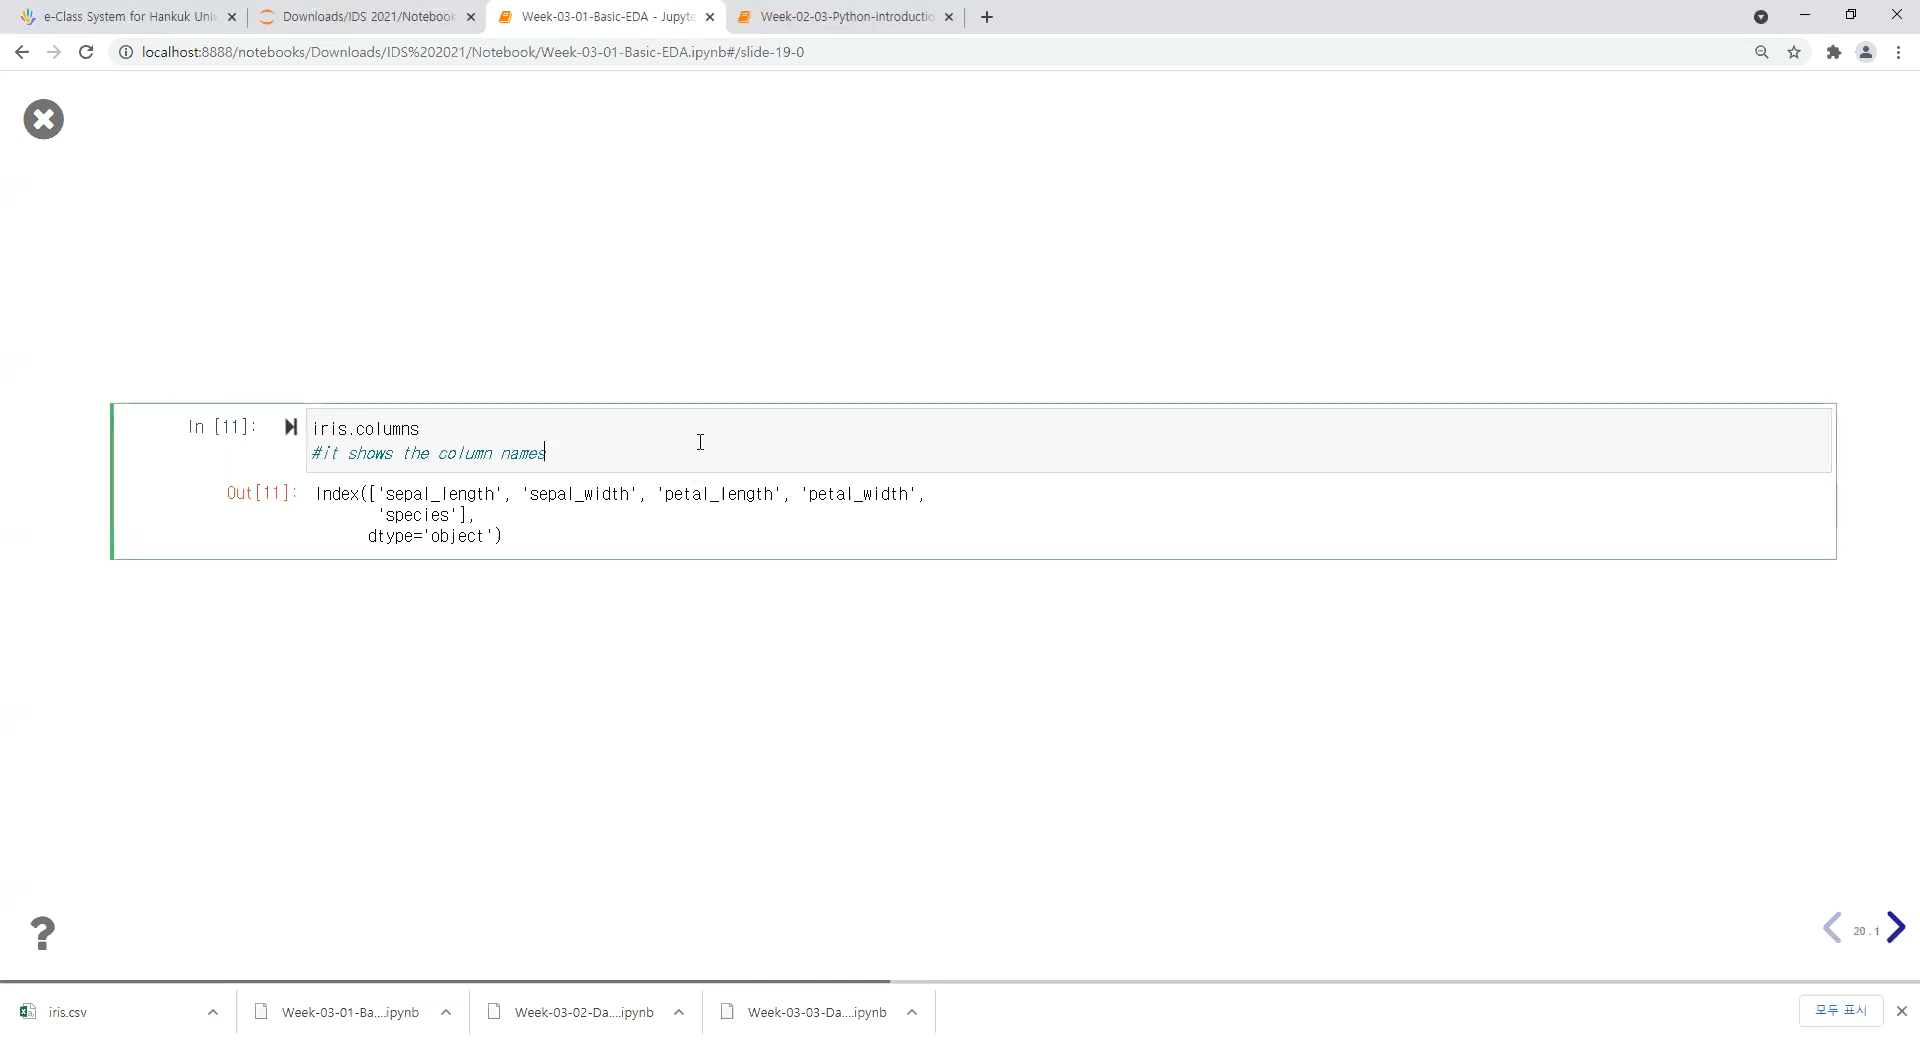 e-Class System for Hankuk Univ
Downloads/IDS 2021/Notebook
Week-03-01-Basic-EDA - Jupyte
Week-02-03-Python-introductio
localhost:8888/notebooks/Downloads/IDS%202021/Notebook/Week-03-01-Basic-EDA.ipynb#/slide-19-0
In [11]:
iris.columns
#it shows the column names
Out[11]:
Index(['sepal_length', 'sepal_width', 'petal_length', 'petal_width',
'species'],
dtype='object')
?
20.1
iris.csv
Week-03-01-Ba....ipynb
Week-03-02-Da....ipynb
Week-03-03-Da....ipynb
모두 표시